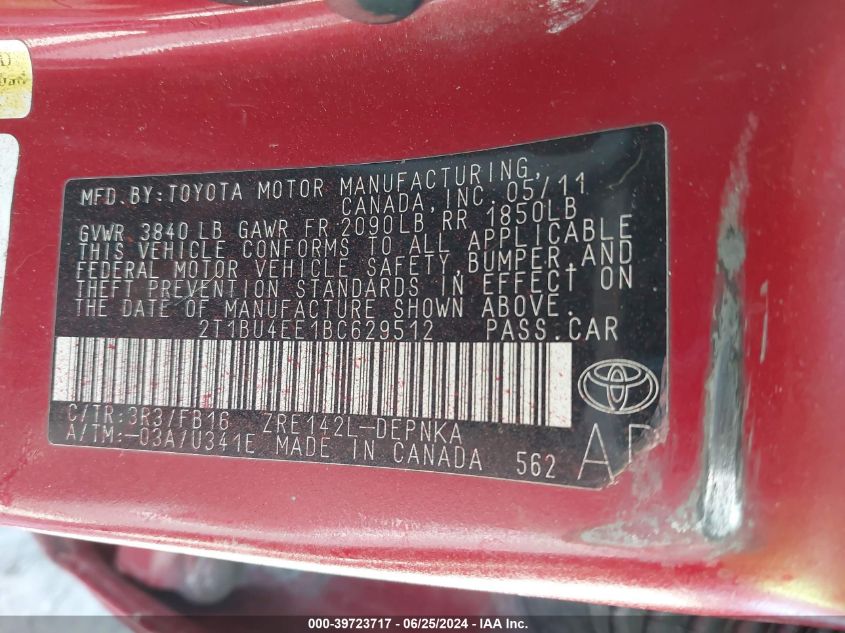 MFD. BY: TOYOTA MOTOR MANUFACTURING,
CANADA, INC. 05/11
GVWR 3840 LB GAWR FR 2090LB RR 1850LB
THIS VEHICLE CONFORMS TO ALL APPLICABLE
FEDERAL MOTOR VEHICLE SAFETY, BUMPER, AND
THEFT PREVENTION STANDARDS IN EFFECT ON
THE DATE OF MANUFACTURE SHOWN ABOVE.
2T1BU4EE1BC629512 PASS.CAR
C/TR:3R3/FB16 ZRE142L-DEPNKA
A/TM:-03A/U341E MADE IN CANADA 562
000-39723717 - 06/25/2024 - IAA Inc.